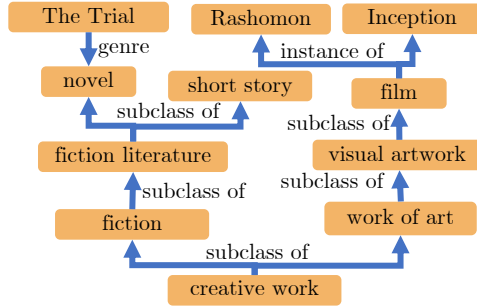 The Trial
Rashomon
Inception
genre
instance of
novel
short story
film
subclass of
subclass of
fiction literature
visual artwork
subclass of
subclass of
fiction
work of art
subclass of
creative work